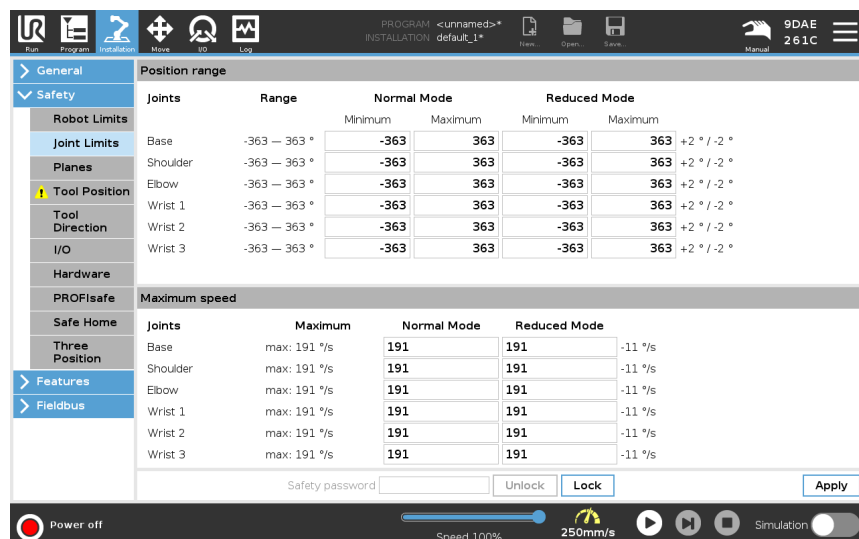 PROGRAM <unnamed>*
INSTALLATION default_1*
UR
Run Program Installation Move I/O Log New... Open... Save... Manual
9DAE
261C
General
Safety
Robot Limits
Joint Limits
Planes
Tool Position
Tool
Direction
I/O
Hardware
PROFIsafe
Safe Home
Three
Position
Features
Fieldbus
Position range
Joints Range Normal Mode Reduced Mode
Minimum Maximum Minimum Maximum
Base -363 — 363 ° -363 363 -363 363 +2 ° / -2 °
Shoulder -363 — 363 ° -363 363 -363 363 +2 ° / -2 °
Elbow -363 — 363 ° -363 363 -363 363 +2 ° / -2 °
Wrist 1 -363 — 363 ° -363 363 -363 363 +2 ° / -2 °
Wrist 2 -363 — 363 ° -363 363 -363 363 +2 ° / -2 °
Wrist 3 -363 — 363 ° -363 363 -363 363 +2 ° / -2 °
Maximum speed
Joints Maximum Normal Mode Reduced Mode
Base max: 191 °/s 191 191 -11 °/s
Shoulder max: 191 °/s 191 191 -11 °/s
Elbow max: 191 °/s 191 191 -11 °/s
Wrist 1 max: 191 °/s 191 191 -11 °/s
Wrist 2 max: 191 °/s 191 191 -11 °/s
Wrist 3 max: 191 °/s 191 191 -11 °/s
Safety password Unlock Lock Apply
Power off Speed 100% 250mm/s Simulation